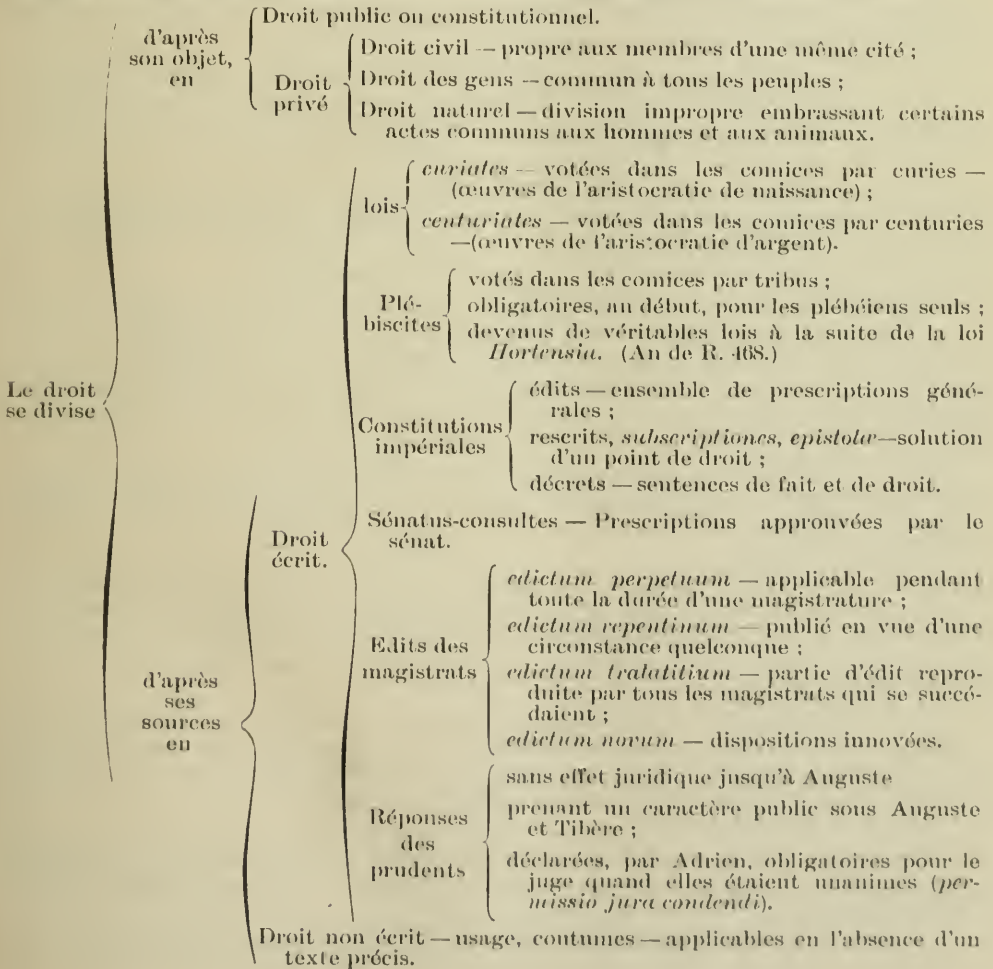 Le droit
se divise
d'après
son objet,
en
Droit public ou constitutionnel.
Droit
privé
Droit civil — propre aux membres d'une même cité ;
Droit des gens — commun à tous les peuples ;
Droit naturel — division impropre embrassant certains
actes communs aux hommes et aux animaux.
d'après
ses
sources
en
Droit
écrit.
lois
curiates — votées dans les comices par curies —
(œuvres de l'aristocratie de naissance) ;
centuriates — votées dans les comices par centuries
—(œuvres de l'aristocratie d'argent).
Plé-
biscites
votés dans les comices par tribus ;
obligatoires, au début, pour les plébéiens seuls ;
devenus de véritables lois à la suite de la loi
Hortensia. (An de R. 468.)
Constitutions
impériales
édits — ensemble de prescriptions géné-
rales ;
rescrits, subscriptiones, epistolæ—solution
d'un point de droit ;
décrets — sentences de fait et de droit.
Sénatus-consultes — Prescriptions approuvées par le
sénat.
Edits des
magistrats
edictum perpetuum — applicable pendant
toute la durée d'une magistrature ;
edictum repentinum — publié en vue d'une
circonstance quelconque ;
edictum tralatitium — partie d'édit repro-
duite par tous les magistrats qui se succé-
daient ;
edictum novum — dispositions innovées.
Réponses
des
prudents
sans effet juridique jusqu'à Auguste
prenant un caractère public sous Auguste
et Tibère ;
déclarées, par Adrien, obligatoires pour le
juge quand elles étaient unanimes (per-
missio jura condendi).
Droit non écrit — usage, coutumes — applicables en l'absence d'un
texte précis.